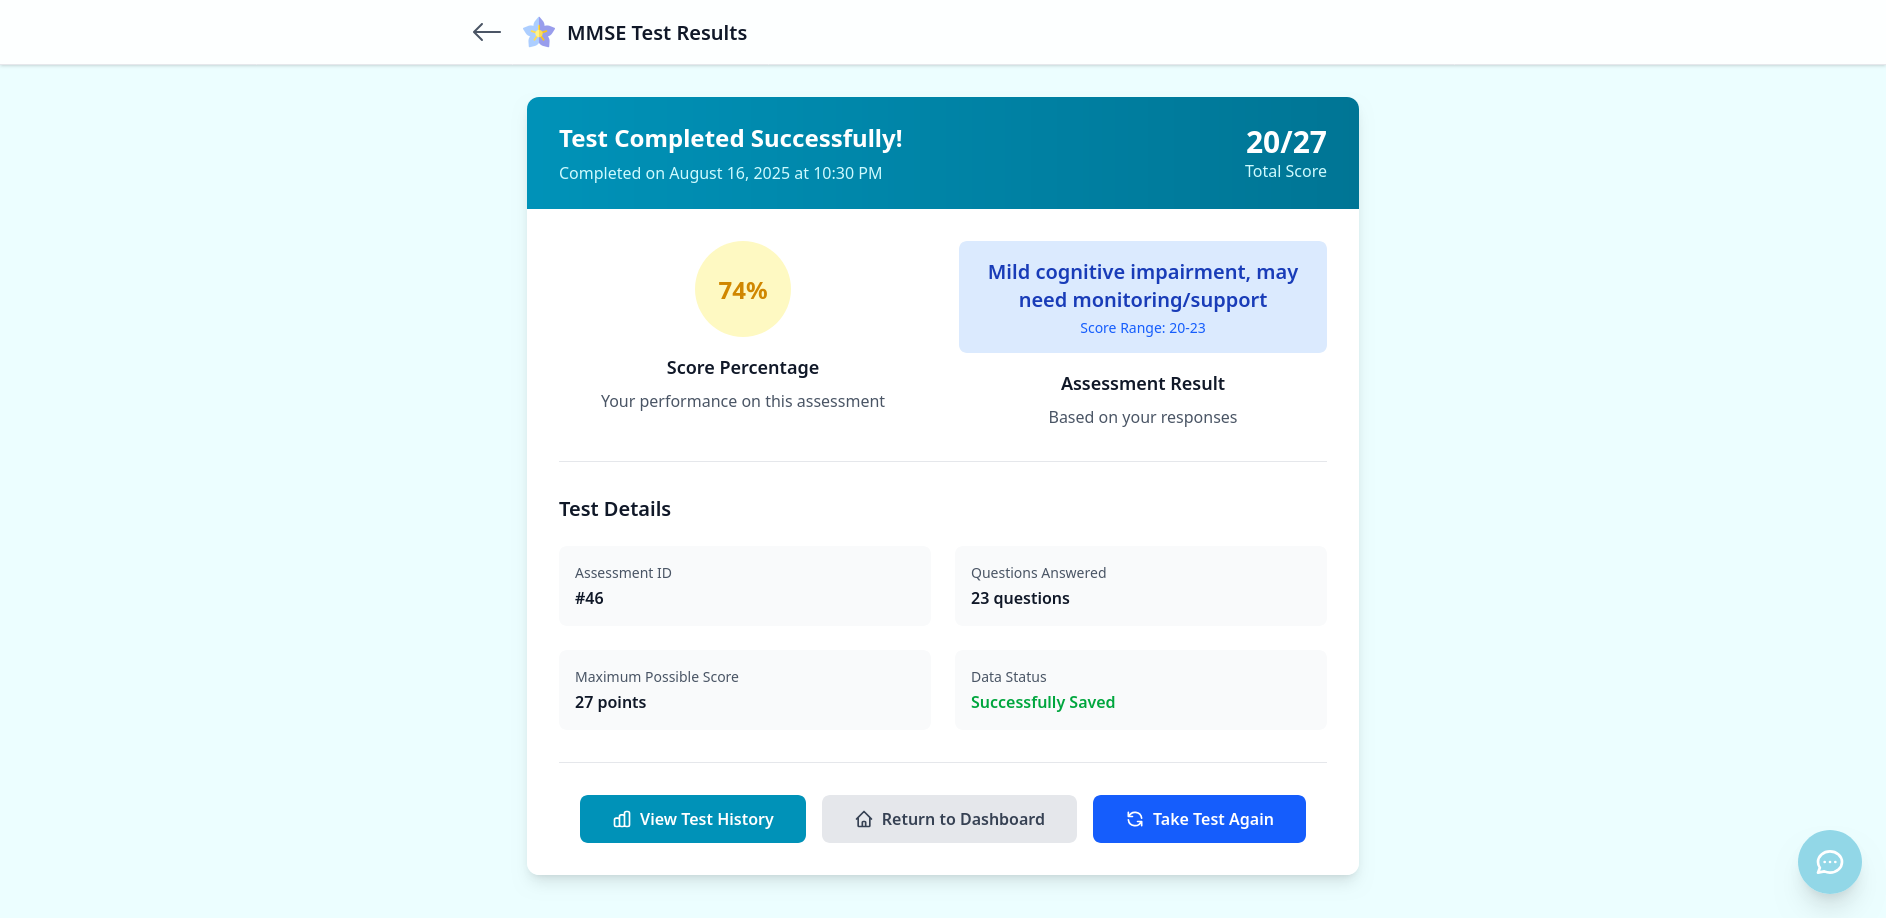 MMSE Test Results
Test Completed Successfully!
Completed on August 16, 2025 at 10:30 PM
20/27
Total Score
74%
Score Percentage
Your performance on this assessment
Mild cognitive impairment, may
need monitoring/support
Score Range: 20-23
Assessment Result
Based on your responses
Test Details
Assessment ID
#46
Questions Answered
23 questions
Maximum Possible Score
27 points
Data Status
Successfully Saved
View Test History
Return to Dashboard
Take Test Again